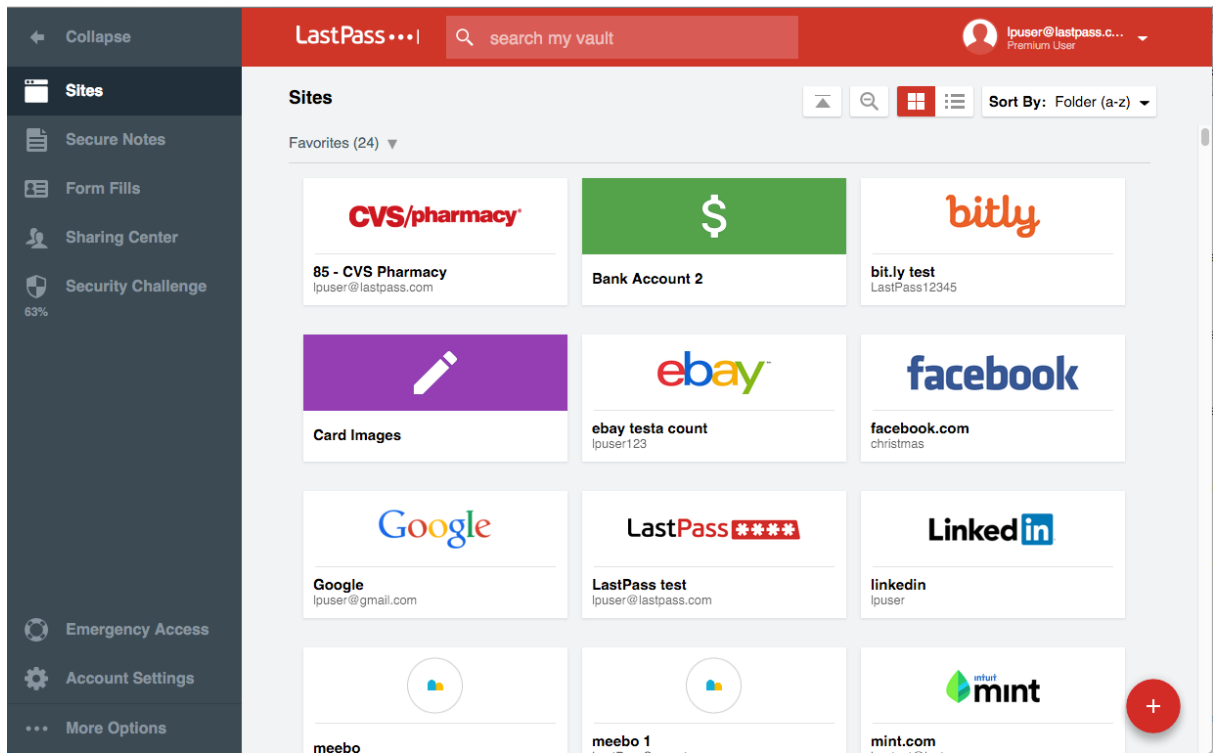 Collapse
LastPass
search my vault
lpuser@lastpass.c...
Premium User
Sites
Secure Notes
Form Fills
Sharing Center
Security Challenge
63%
Emergency Access
Account Settings
More Options
Sites
Sort By: Folder (a-z)
Favorites (24)
CVS/pharmacy
$
bitly
85 - CVS Pharmacy
lpuser@lastpass.com
Bank Account 2
bit.ly test
LastPass12345
ebay™
facebook
Card Images
ebay testa count
lpuser123
facebook.com
christmas
Google
LastPass ****
Linked in
Google
lpuser@gmail.com
LastPass test
lpuser@lastpass.com
linkedin
lpuser
intuit
mint
meebo
meebo 1
mint.com
+